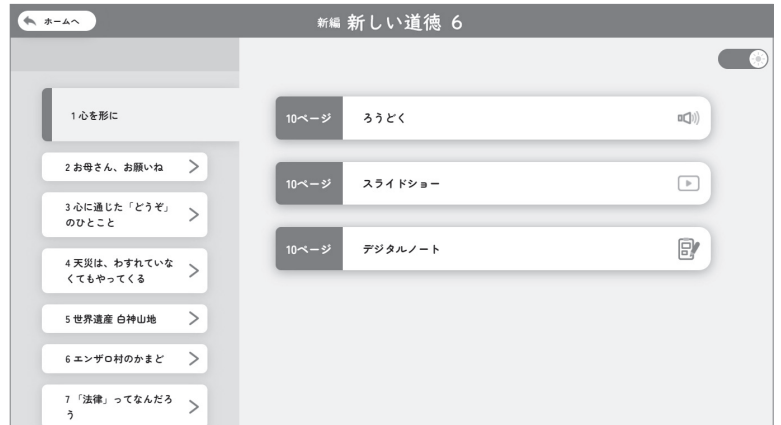 ホームへ
新編 新しい道徳 6
1 心を形に
2 お母さん、お願いね
3 心に通じた「どうぞ」
のひとこと
4 天災は、わすれていな
くてもやってくる
5 世界遺産 白神山地
6 エンザロ村のかまど
7 「法律」ってなんだろ
う
10ページ ろうどく
10ページ スライドショー
10ページ デジタルノート